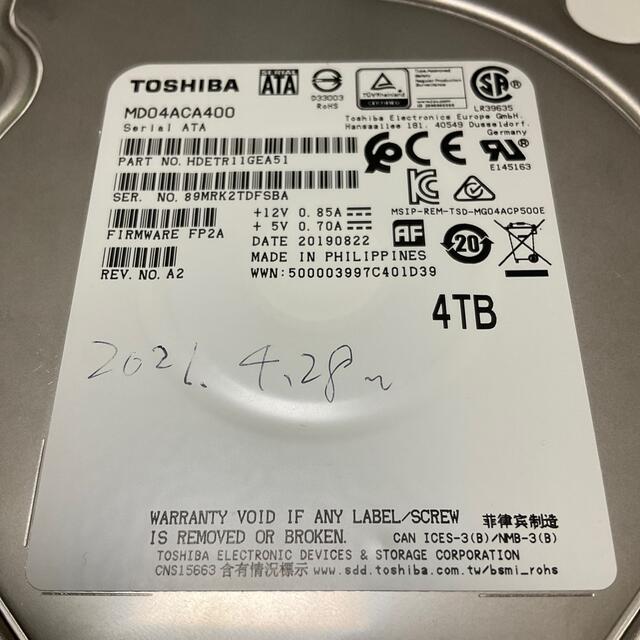 TOSHIBA
SERIAL
ATA
D33003
RoHS
TÜVRheinland
LR39635
MD04ACA400
Serial ATA
Toshiba Electronics Europe GmbH
Hansaallee 181, 40549 Dusseldorf,
Germany
PART NO. HDETR11GEA51
E145163
SER. NO. 89MRK2TDFSBA
MSIP-REM-TSD-MG04ACP500E
+12V 0.85A
+ 5V 0.70A
FIRMWARE FP2A
DATE 20190822
AF
20
MADE IN PHILIPPINES
REV. NO. A2
WWN:500003997C401D39
4TB
2021. 4.28~
WARRANTY VOID IF ANY LABEL/SCREW
IS REMOVED OR BROKEN.
菲律宾制造
CAN ICES-3(B)/NMB-3(B)
TOSHIBA ELECTRONIC DEVICES & STORAGE CORPORATION
CNS15663 含有情況標示 www.sdd.toshiba.com.tw/bsmi_rohs